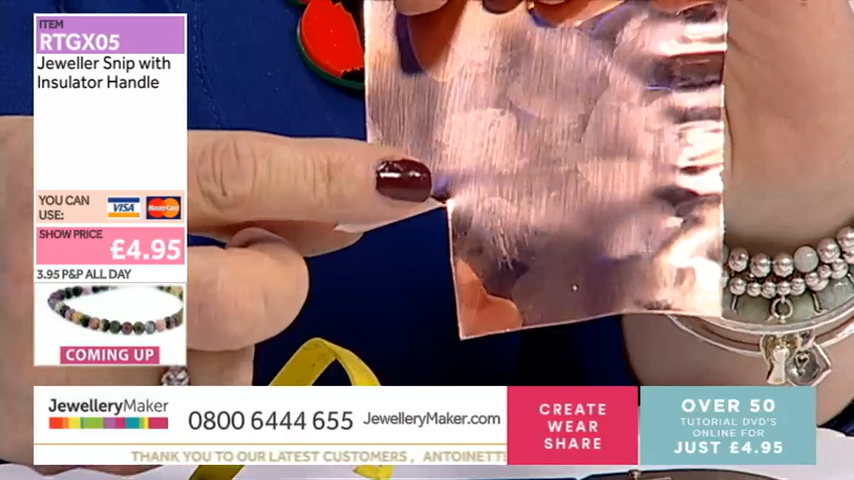 ITEM
RTGX05
Jeweller Snip with
Insulator Handle
YOU CAN
USE:
VISA
MasterCard
SHOW PRICE
£4.95
3.95 P&P ALL DAY
COMING UP
JewelleryMaker
0800 6444 655
JewelleryMaker.com
CREATE
WEAR
SHARE
OVER 50
TUTORIAL DVD'S
ONLINE FOR
JUST £4.95
THANK YOU TO OUR LATEST CUSTOMERS, ANTOINETTE